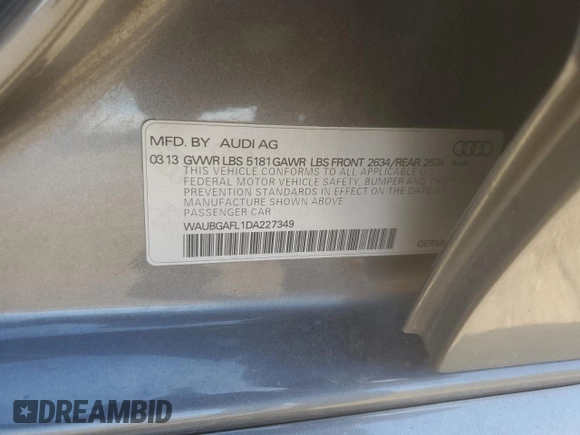 MFD. BY AUDI AG
03 13 GVWR LBS 5181 GAWR LBS FRONT 2634/REAR 2634
THIS VEHICLE CONFORMS TO ALL APPLICABLE U.S.
FEDERAL MOTOR VEHICLE SAFETY, BUMPER AND THEFT
PREVENTION STANDARDS IN EFFECT ON THE DATE OF
MANUFACTURE SHOWN ABOVE
PASSENGER CAR
WAUBGAFL1DA227349
DREAMBID